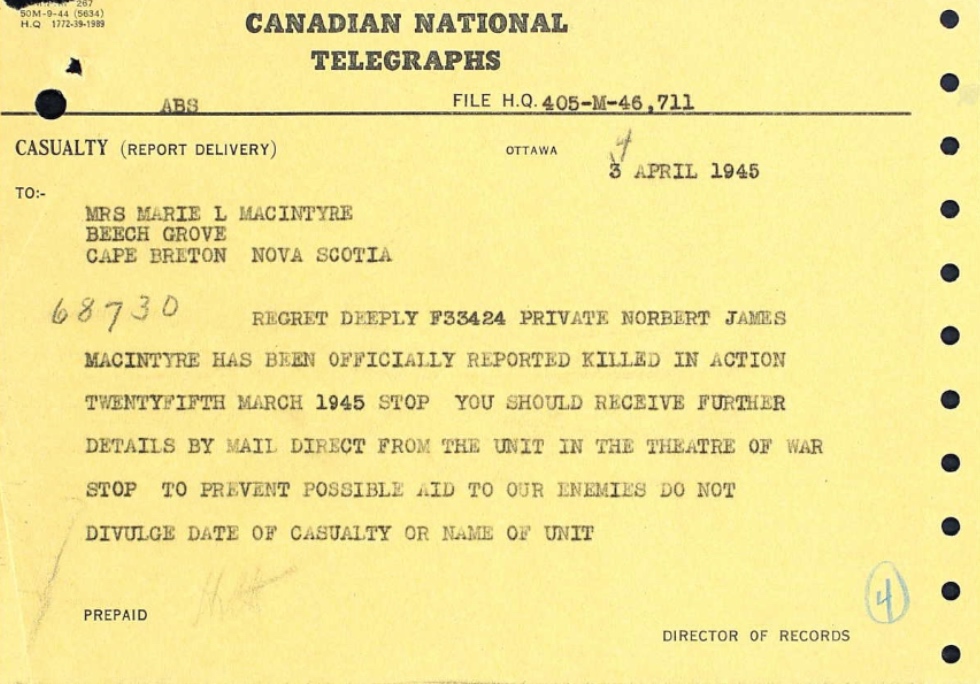 50M-9-44 (5634)
H.Q. 1772-39-1989
CANADIAN NATIONAL
TELEGRAPHS
ABS FILE H.Q. 405-M-46,711
CASUALTY (REPORT DELIVERY) OTTAWA 4
3 APRIL 1945
TO:-
MRS MARIE L MACINTYRE
BEECH GROVE
CAPE BRETON NOVA SCOTIA
68730 REGRET DEEPLY F33424 PRIVATE NORBERT JAMES
MACINTYRE HAS BEEN OFFICIALLY REPORTED KILLED IN ACTION
TWENTYFIFTH MARCH 1945 STOP YOU SHOULD RECEIVE FURTHER
DETAILS BY MAIL DIRECT FROM THE UNIT IN THE THEATRE OF WAR
STOP TO PREVENT POSSIBLE AID TO OUR ENEMIES DO NOT
DIVULGE DATE OF CASUALTY OR NAME OF UNIT
4
PREPAID
DIRECTOR OF RECORDS